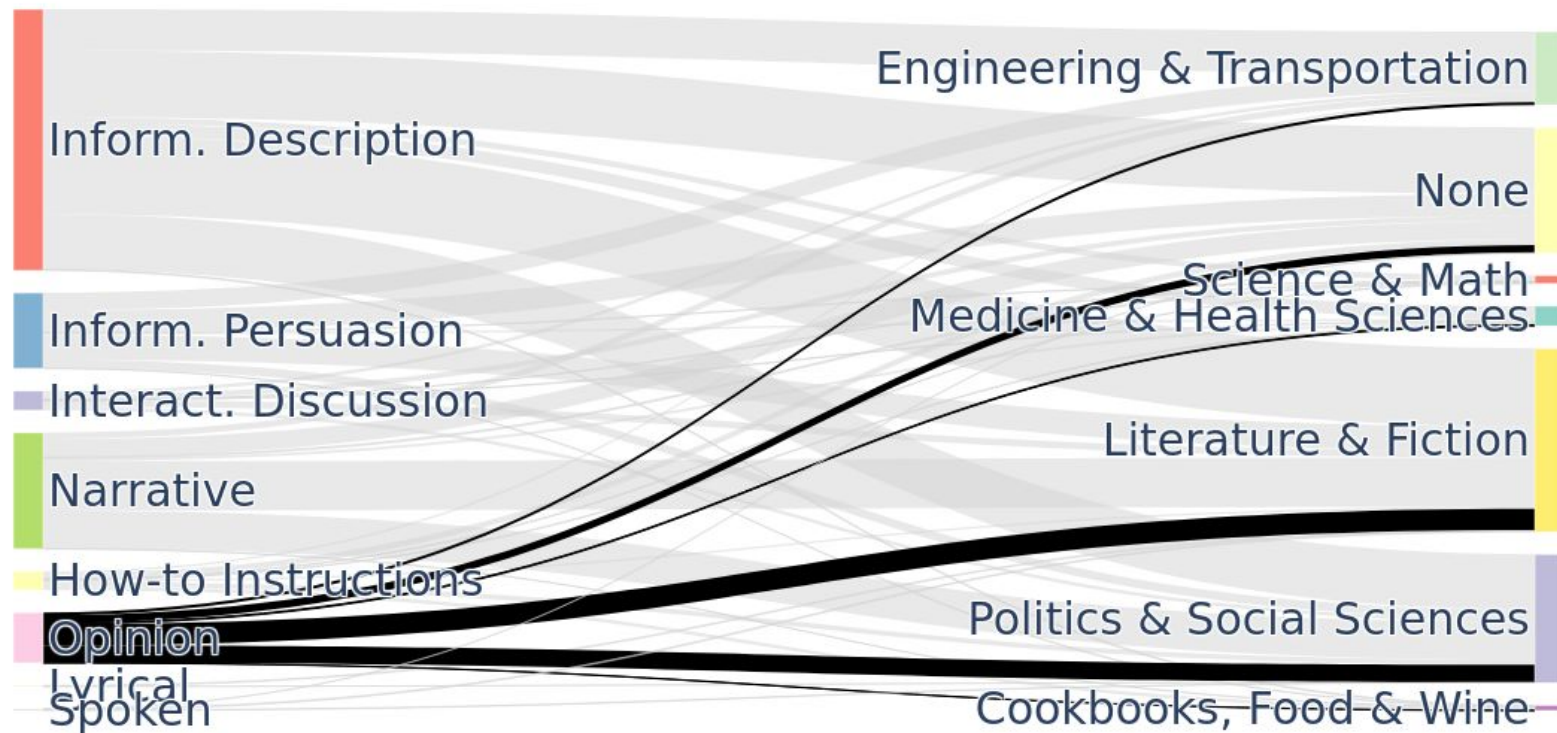 Inform. Description
Inform. Persuasion
Interact. Discussion
Narrative
How-to Instructions
Opinion
Lyrical
Spoken
Engineering & Transportation
None
Science & Math
Medicine & Health Sciences
Literature & Fiction
Politics & Social Sciences
Cookbooks, Food & Wine